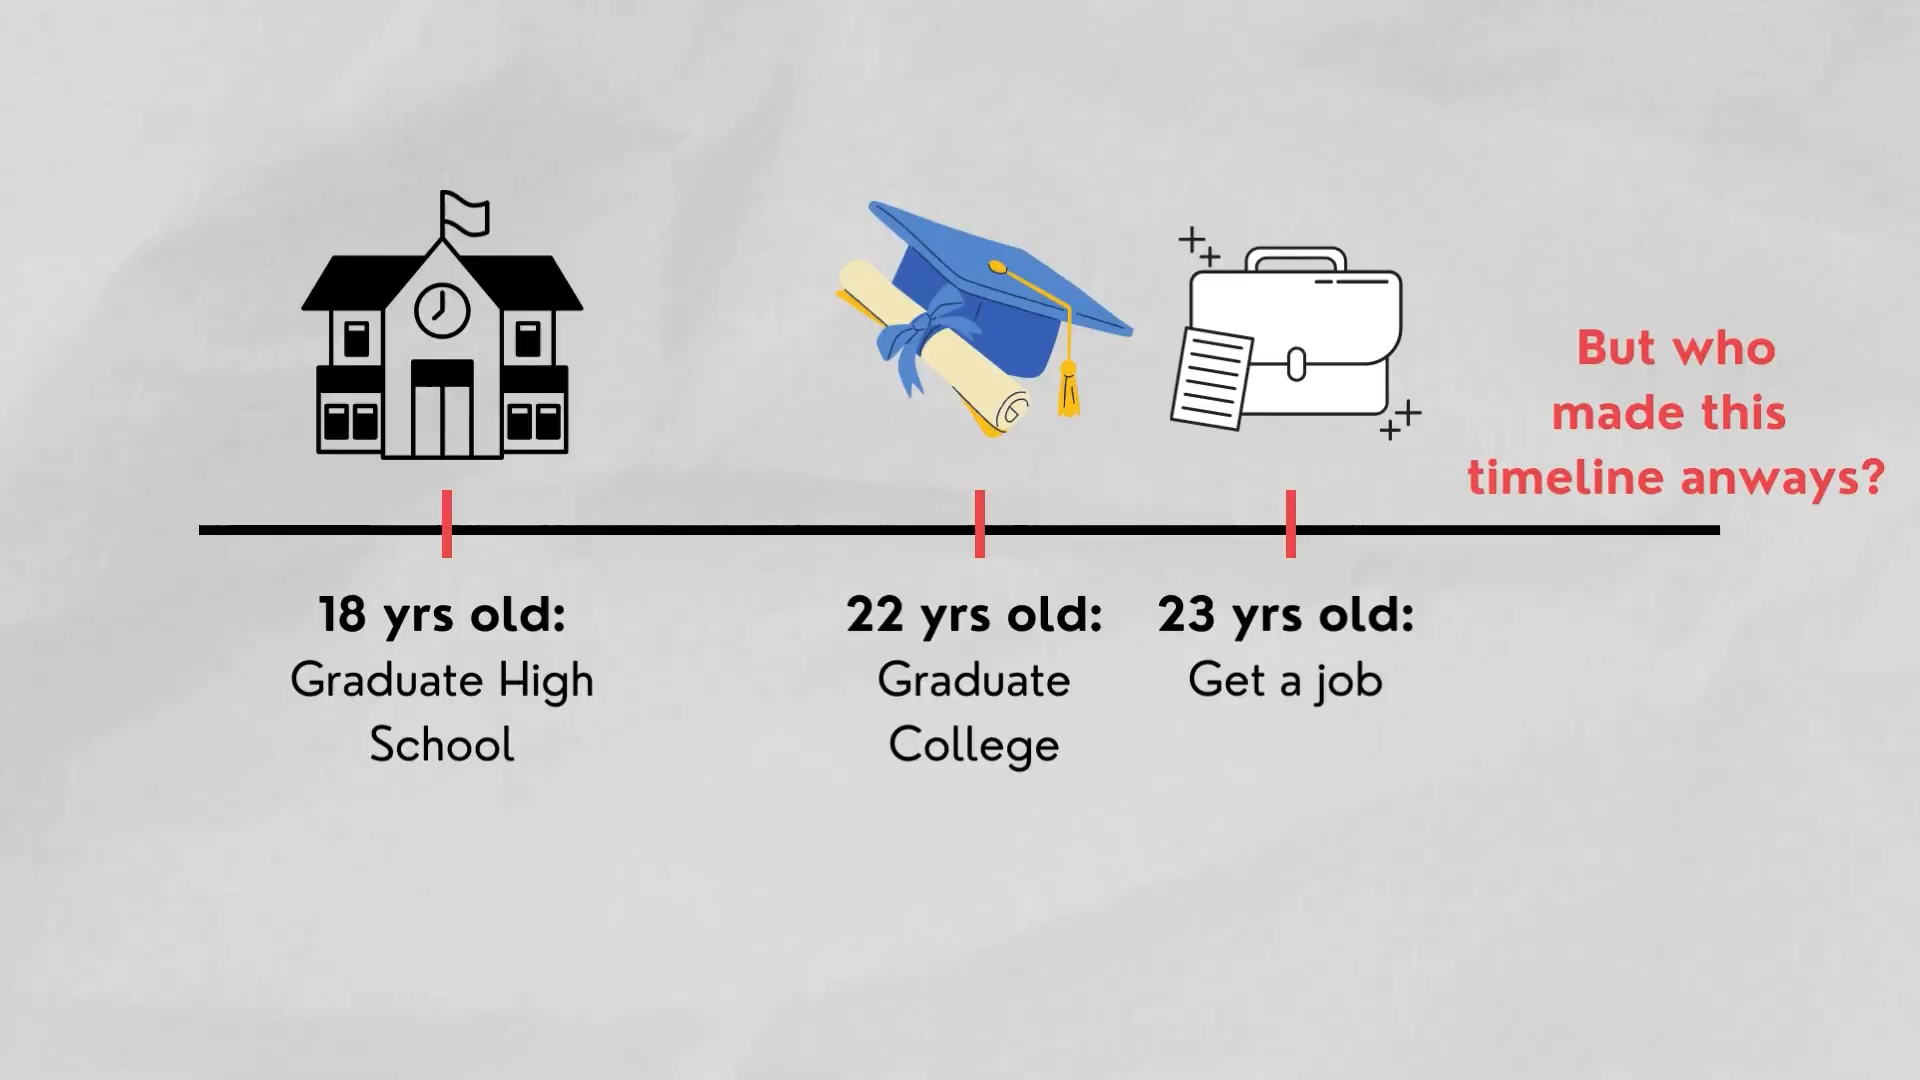 But who
made this
timeline anways?
18 yrs old:
Graduate High
School
22 yrs old:
Graduate
College
23 yrs old:
Get a job